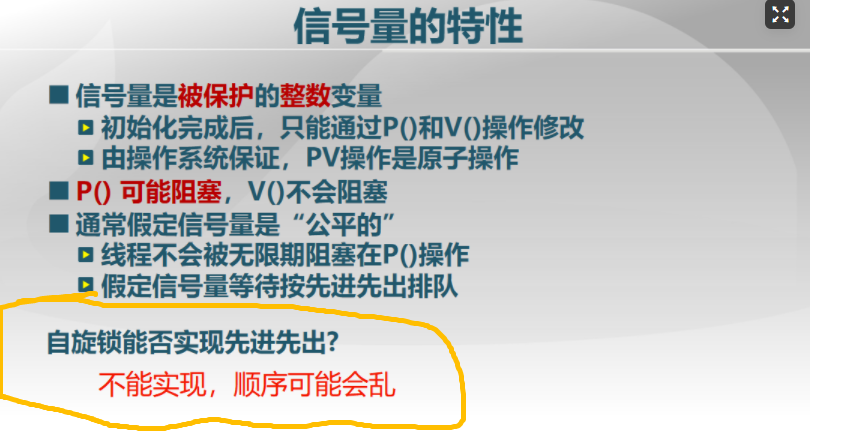 信号量的特性
信号量是被保护的整数变量
初始化完成后，只能通过P()和V()操作修改
由操作系统保证，PV操作是原子操作
P() 可能阻塞，V()不会阻塞
通常假定信号量是“公平的”
线程不会被无限期阻塞在P()操作
假定信号量等待按先进先出排队
自旋锁能否实现先进先出?
不能实现，顺序可能会乱